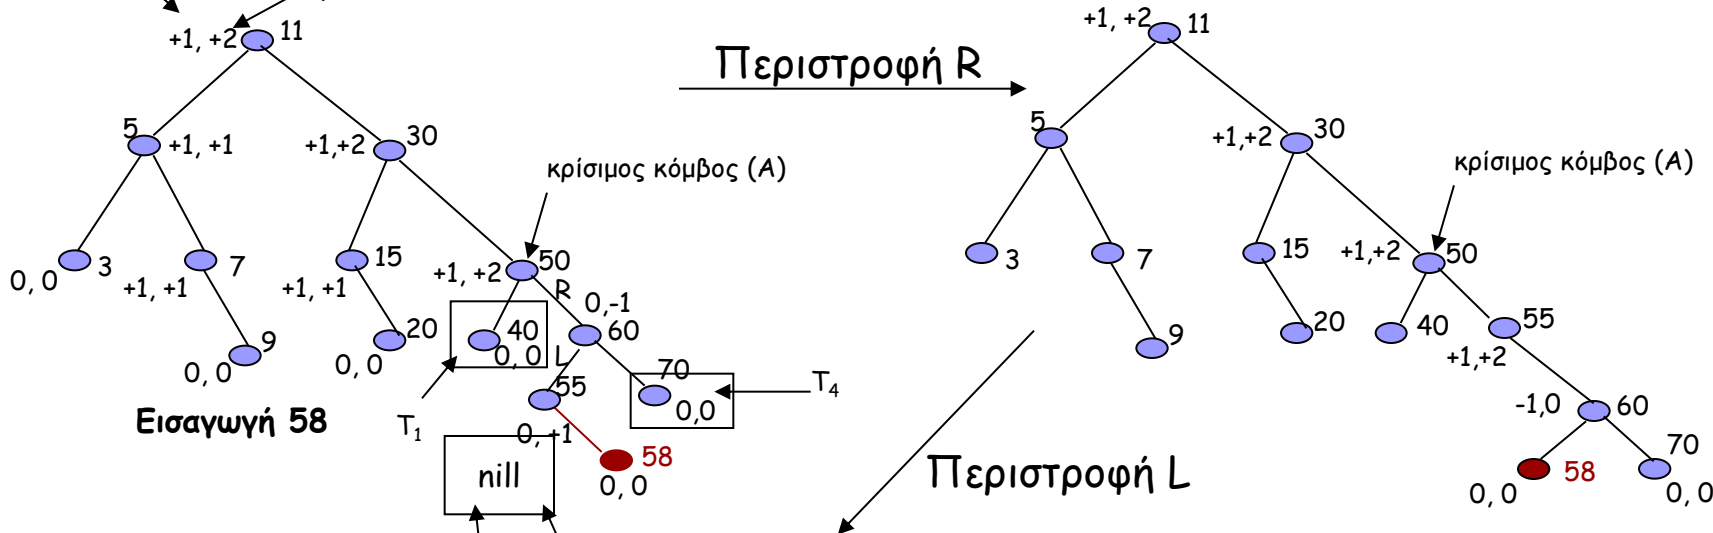 +1, +2 11
5 +1, +1
+1,+2 30
κρίσιμος κόμβος (Α)
0, 0 3
+1, +1 7
+1, +1 15
+1, +2 50
R 0,-1
0, 0 9
0, 0 20
40
0,0 L
60
55
70
0,0
T4
Εισαγωγή 58
T1
0, +1
nill
58
0, 0
Περιστροφή R
Περιστροφή L
+1, +2 11
5
+1,+2 30
κρίσιμος κόμβος (Α)
3
7
15
+1,+2 50
9
20
40
55
+1,+2
-1,0 60
70
0, 0 58
0, 0